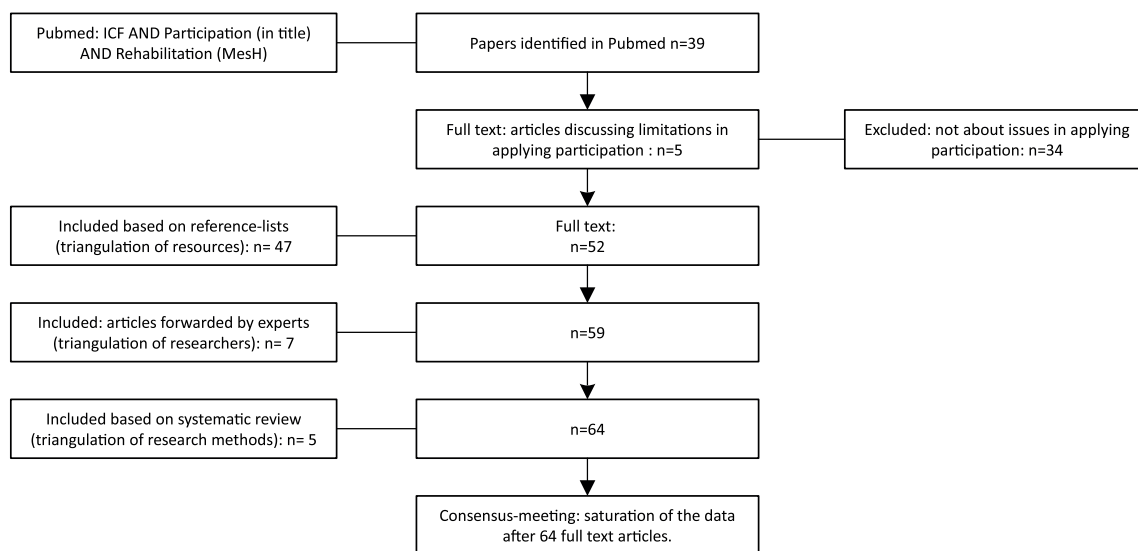 Pubmed: ICF AND Participation (in title)
AND Rehabilitation (MesH)
Papers identified in Pubmed n=39
Full text: articles discussing limitations in
applying participation : n=5
Excluded: not about issues in applying
participation: n=34
Included based on reference-lists
(triangulation of resources): n= 47
Full text:
n=52
Included: articles forwarded by experts
(triangulation of researchers): n= 7
n=59
Included based on systematic review
(triangulation of research methods): n= 5
n=64
Consensus-meeting: saturation of the data
after 64 full text articles.